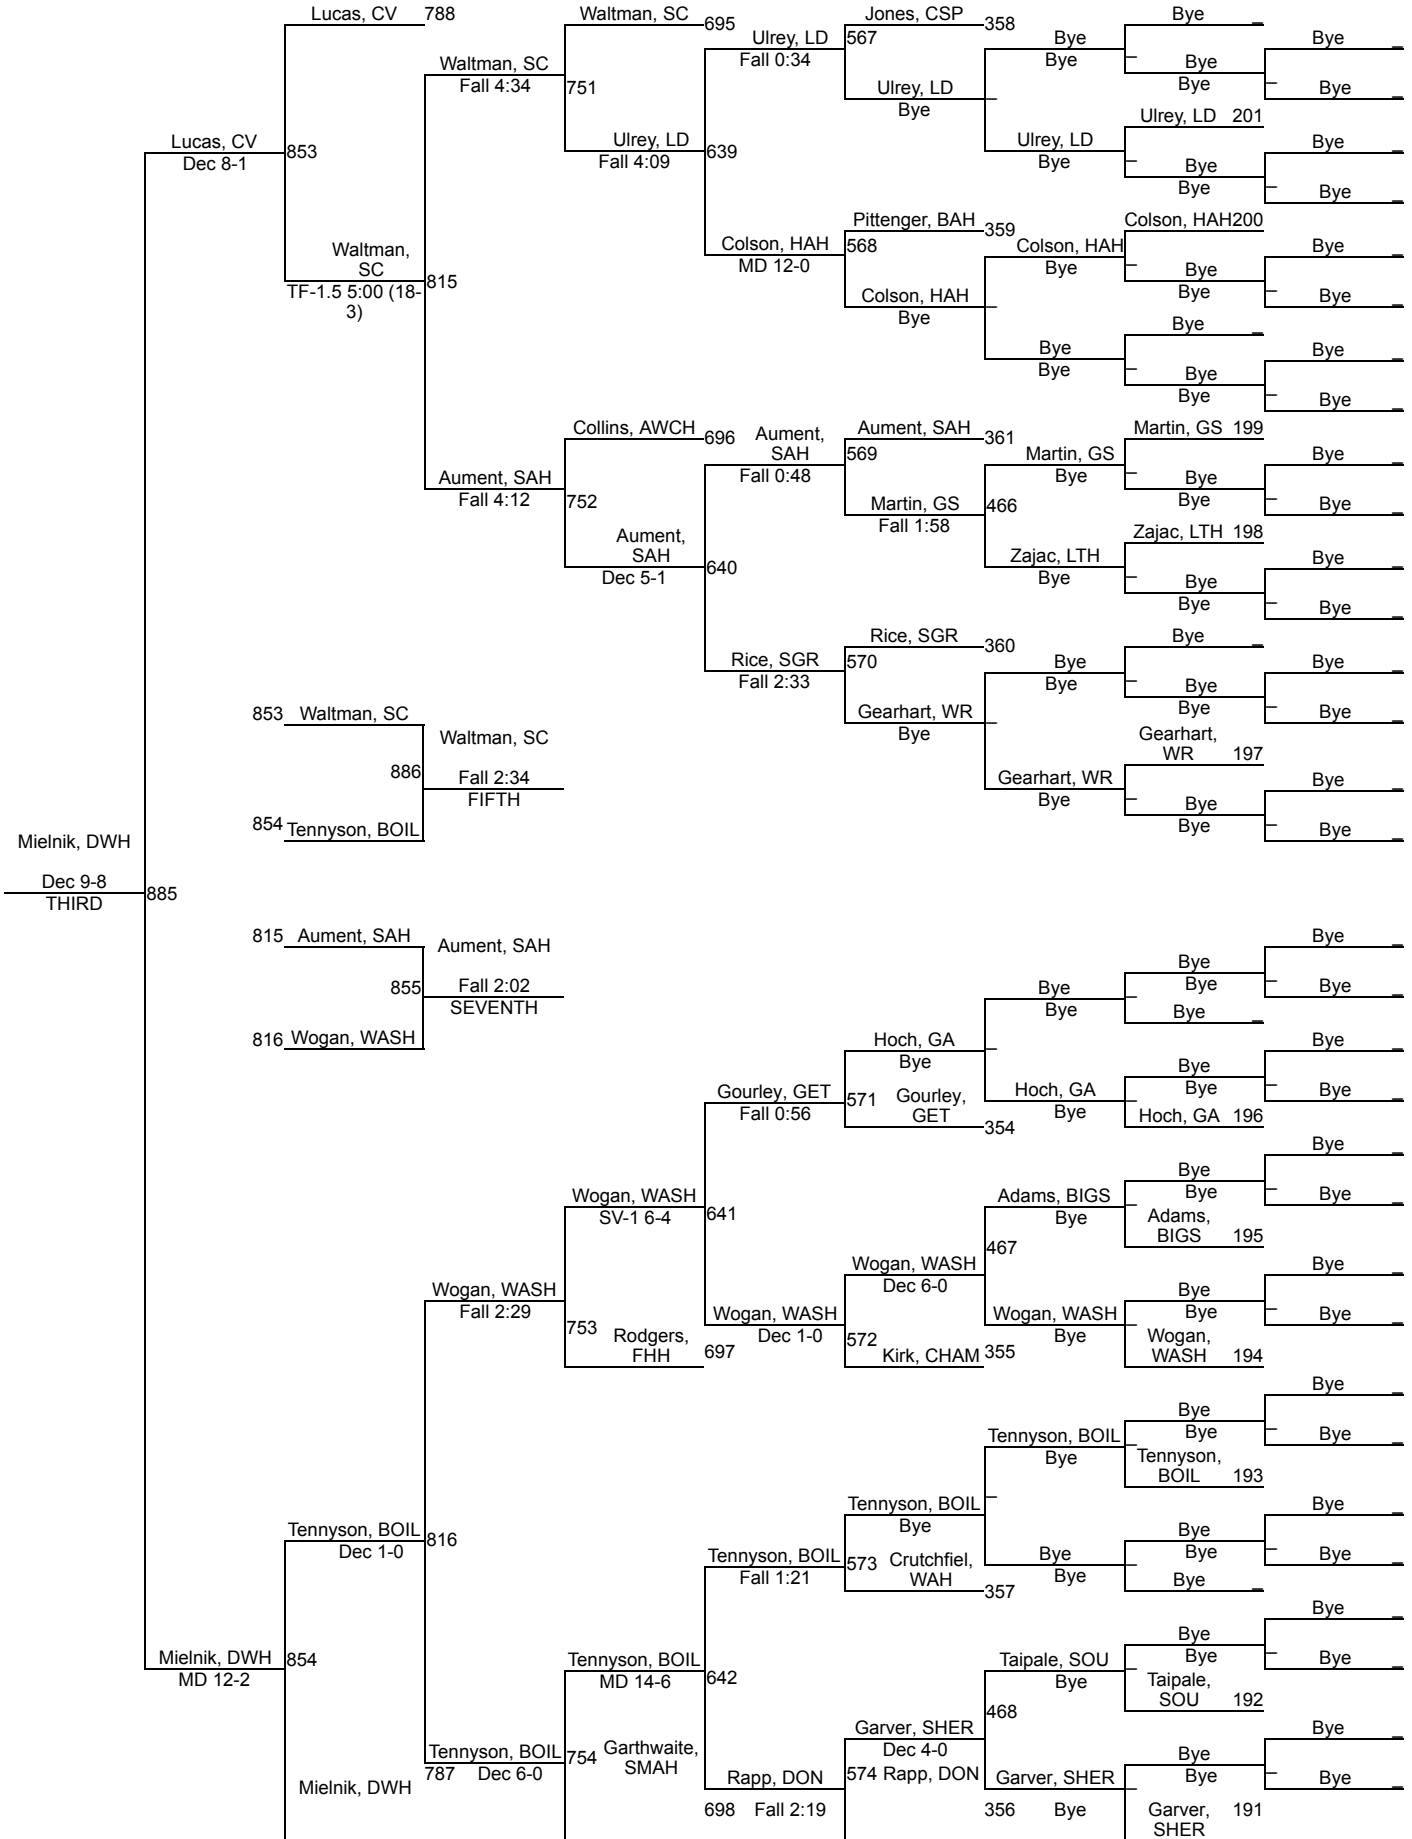 Lucas, CV 788 Waltman, SC 695 Jones, CSP 358 Bye _
Ulrey, LD 567 Bye Bye _
Waltman, SC Fall 0:34 Bye _ Bye
Fall 4:34 751 Ulrey, LD _ Bye Bye _
Bye
Ulrey, LD 201
Lucas, CV 853 Ulrey, LD 639 Ulrey, LD Bye _
Dec 8-1 Fall 4:09 Bye _ Bye
Bye _ Bye _
Pittenger, BAH 359 Colson, HAH 200
Waltman, Colson, HAH 568 Colson, HAH Bye _
SC 815 MD 12-0 Bye _ Bye
TF-1.5 5:00 (18- Colson, HAH _ Bye _ Bye _
3) Bye
Bye _
Bye Bye _
Bye _ Bye
Bye _ Bye _
Collins, AWCH 696 Aument, Aument, SAH 361 Martin, GS 199
SAH 569 Martin, GS Bye _
Aument, SAH Fall 0:48 Bye _ Bye
Fall 4:12 752 Martin, GS 466 Bye _ Bye _
Fall 1:58
Aument, Zajac, LTH 198
SAH 640 Zajac, LTH Bye _
Dec 5-1 Bye _ Bye
Bye _ Bye _
Rice, SGR 360 Bye _
Rice, SGR 570 Bye Bye _
Fall 2:33 Bye _ Bye
853 Waltman, SC Gearhart, WR _ Bye _ Bye _
Waltman, SC Bye Gearhart,
WR 197
886 Fall 2:34 Gearhart, WR Bye _
FIFTH Bye _ Bye
854 Tennyson, BOIL Bye _ Bye _
Mielnik, DWH
Dec 9-8 885
THIRD
815 Aument, SAH Aument, SAH Bye _
Bye
855 Fall 2:02 Bye Bye _ Bye _
SEVENTH Bye _ Bye _
816 Wogan, WASH Hoch, GA _ Bye _
Bye Bye
Gourley, GET 571 Gourley, Hoch, GA Bye _ Bye _
Fall 0:56 GET 354 Bye _ Hoch, GA 196
Bye _
Bye
Wogan, WASH 641 Adams, BIGS Bye _ Bye _
SV-1 6-4 Bye _ Adams,
467 BIGS 195
Wogan, WASH Bye _
Wogan, WASH Dec 6-0 Bye
Fall 2:29 753 Wogan, WASH Wogan, WASH Bye _ Bye _
Rodgers, Dec 1-0 572 Bye _ Wogan,
FHH 697 Kirk, CHAM 355 WASH 194
Bye _
Bye
Tennyson, BOIL Bye _ Bye _
Bye _ Tennyson,
BOIL 193
Tennyson, BOIL _ Bye _
Tennyson, BOIL 816 Bye Bye
Dec 1-0 Tennyson, BOIL 573 Crutchfiel, Bye Bye _ Bye _
Fall 1:21 WAH 357 Bye _ Bye _
Bye _
Bye
Mielnik, DWH 854 Tennyson, BOIL 642 Taipale, SOU Bye _ Bye _
MD 12-2 MD 14-6 Bye _ Taipale,
468 SOU 192
Garver, SHER Bye _
Tennyson, BOIL 754 Garthwaite, Dec 4-0 Bye
787 Dec 6-0 SMAH Rapp, DON 574 Rapp, DON Garver, SHER Bye _ Bye _
Mielnik, DWH 698 Fall 2:19 356 Bye _ Garver, 191
SHER